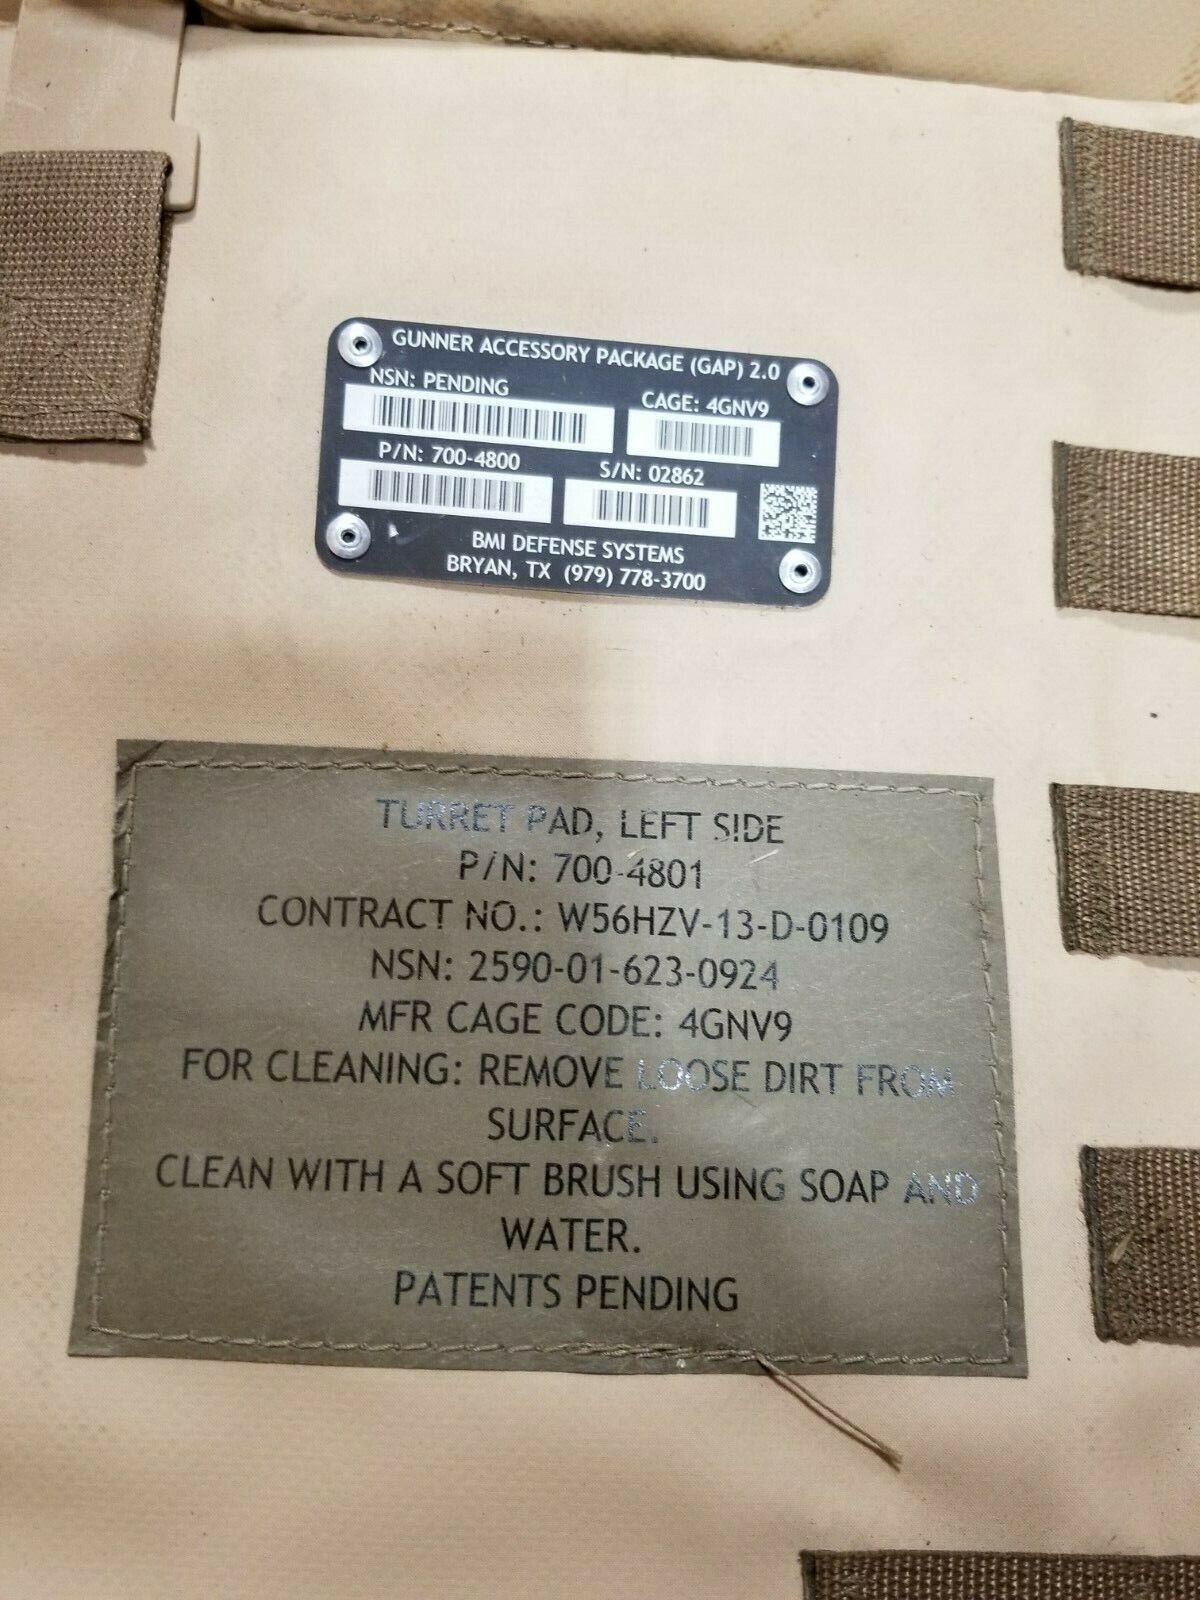 GUNNER ACCESSORY PACKAGE (GAP) 2.0
NSN: PENDING
CAGE: 4GNV9
P/N: 700-4800
S/N: 02862
BMI DEFENSE SYSTEMS
BRYAN, TX (979) 778-3700
TURRET PAD, LEFT SIDE
P/N: 700-4801
CONTRACT NO.: W56HZV-13-D-0109
NSN: 2590-01-623-0924
MFR CAGE CODE: 4GNV9
FOR CLEANING: REMOVE LOOSE DIRT FROM
SURFACE.
CLEAN WITH A SOFT BRUSH USING SOAP AND
WATER.
PATENTS PENDING